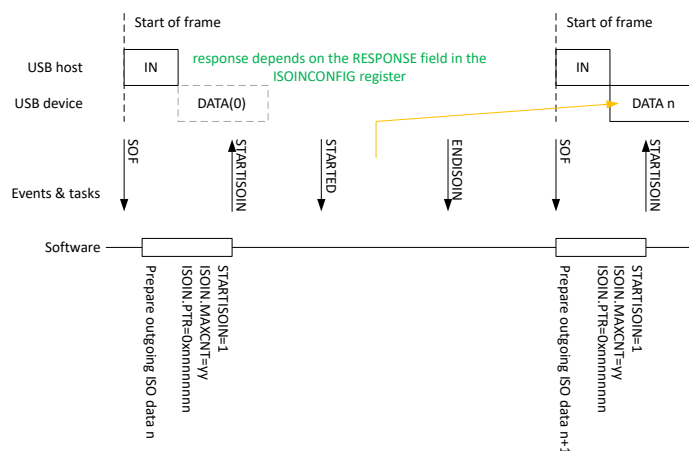 Start of frame
Start of frame
USB host
IN
response depends on the RESPONSE field in the
ISOINCONFIG register
IN
USB device
DATA(0)
DATA n
SOF
STARTISOIN
STARTED
ENDISOIN
SOF
STARTISOIN
Events & tasks
Software
Prepare outgoing ISO data n
ISOIN.PTR=0xnnnnnnnn
ISOIN.MAXCNT=yy
STARTISOIN=1
Prepare outgoing ISO data n+1
ISOIN.PTR=0xnnnnnnnn
ISOIN.MAXCNT=yy
STARTISOIN=1